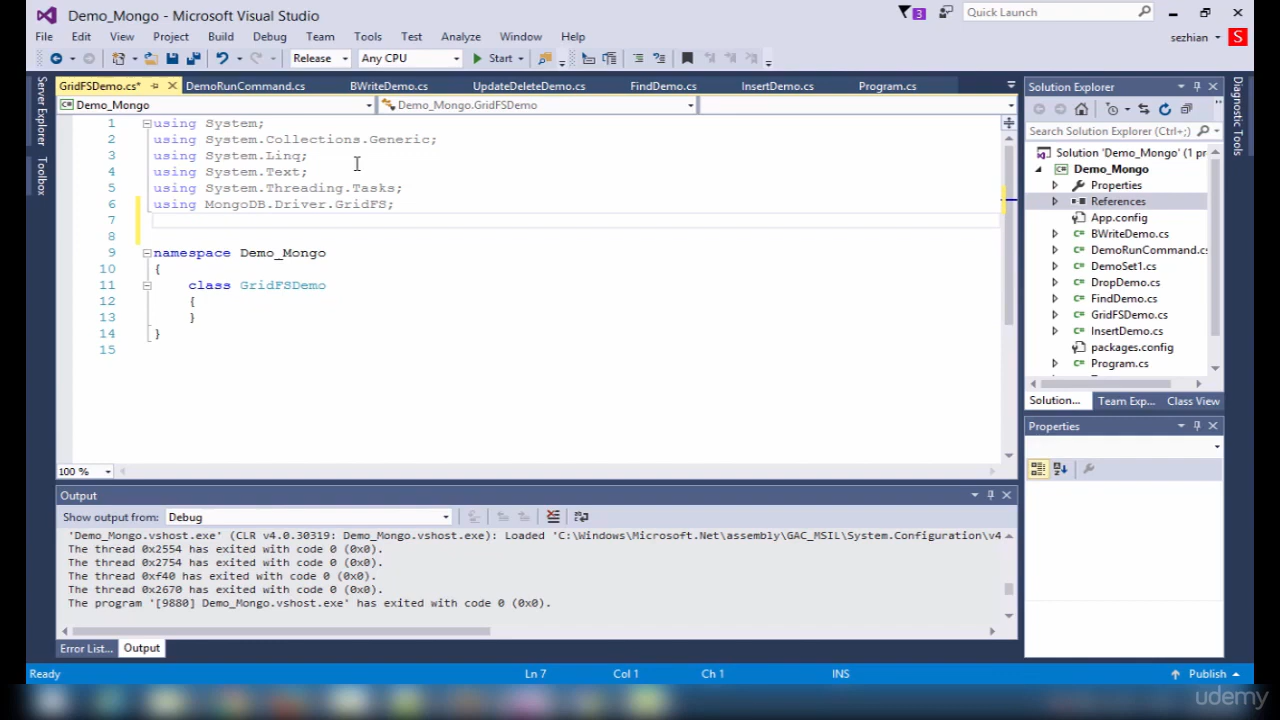 Demo_Mongo - Microsoft Visual Studio
3
Quick Launch
File Edit View Project Build Debug Team Tools Test Analyze Window Help
sezhian S
Release Any CPU Start
Server Explorer
Toolbox
GridFSDemo.cs* DemoRunCommand.cs BWriteDemo.cs UpdateDeleteDemo.cs FindDemo.cs InsertDemo.cs Program.cs
Demo_Mongo Demo_Mongo.GridFSDemo
1 using System;
2 using System.Collections.Generic;
3 using System.Linq;
4 using System.Text;
5 using System.Threading.Tasks;
6 using MongoDB.Driver.GridFS;
7
8
9 namespace Demo_Mongo
10 {
11 class GridFSDemo
12 {
13 }
14 }
15
100 %
Output
Show output from: Debug
'Demo_Mongo.vshost.exe' (CLR v4.0.30319: Demo_Mongo.vshost.exe): Loaded 'C:\Windows\Microsoft.Net\assembly\GAC_MSIL\System.Configuration\v4
The thread 0x2554 has exited with code 0 (0x0).
The thread 0x2754 has exited with code 0 (0x0).
The thread 0xf40 has exited with code 0 (0x0).
The thread 0x2670 has exited with code 0 (0x0).
The program '[9880] Demo_Mongo.vshost.exe' has exited with code 0 (0x0).
Error List... Output
Solution Explorer
Search Solution Explorer (Ctrl+;)
Solution 'Demo_Mongo' (1 pr
Demo_Mongo
Properties
References
App.config
BWriteDemo.cs
DemoRunCommand.cs
DemoSet1.cs
DropDemo.cs
FindDemo.cs
GridFSDemo.cs
InsertDemo.cs
packages.config
Program.cs
Solution... Team Exp... Class View
Properties
Diagnostic Tools
Ready Ln 7 Col 1 Ch 1 INS Publish
udemy